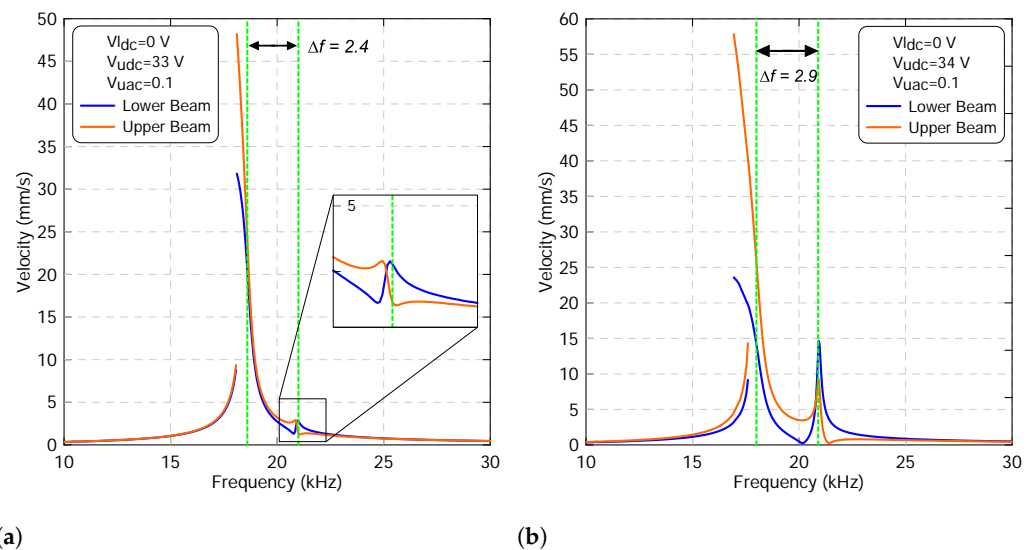 50
45
40
35
30
25
20
15
10
5
0
Velocity (mm/s)
Vldc=0 V
Vudc=33 V
Vuac=0.1
Lower Beam
Upper Beam
Δf = 2.4
5
10 15 20 25 30
Frequency (kHz)
(a)
60
55
50
45
40
35
30
25
20
15
10
5
0
Velocity (mm/s)
Vldc=0 V
Vudc=34 V
Vuac=0.1
Lower Beam
Upper Beam
Δf = 2.9
10 15 20 25 30
Frequency (kHz)
(b)